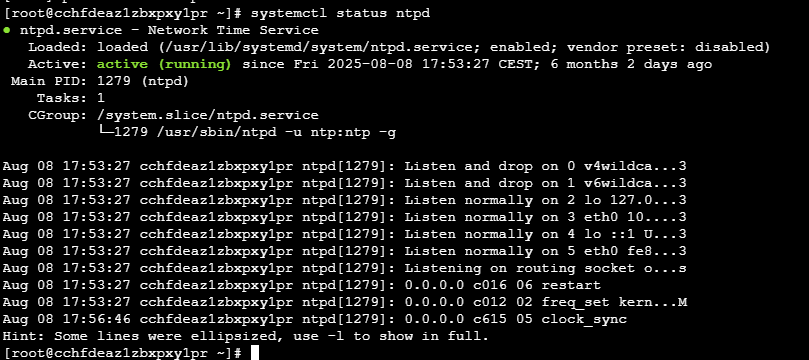 [root@cchfdeaz1zbxpxy1pr ~]# systemctl status ntpd
● ntpd.service - Network Time Service
   Loaded: loaded (/usr/lib/systemd/system/ntpd.service; enabled; vendor preset: disabled)
   Active: active (running) since Fri 2025-08-08 17:53:27 CEST; 6 months 2 days ago
 Main PID: 1279 (ntpd)
    Tasks: 1
   CGroup: /system.slice/ntpd.service
           └─1279 /usr/sbin/ntpd -u ntp:ntp -g

Aug 08 17:53:27 cchfdeaz1zbxpxy1pr ntpd[1279]: Listen and drop on 0 v4wildca...3
Aug 08 17:53:27 cchfdeaz1zbxpxy1pr ntpd[1279]: Listen and drop on 1 v6wildca...3
Aug 08 17:53:27 cchfdeaz1zbxpxy1pr ntpd[1279]: Listen normally on 2 lo 127.0...3
Aug 08 17:53:27 cchfdeaz1zbxpxy1pr ntpd[1279]: Listen normally on 3 eth0 10....3
Aug 08 17:53:27 cchfdeaz1zbxpxy1pr ntpd[1279]: Listen normally on 4 lo ::1 U...3
Aug 08 17:53:27 cchfdeaz1zbxpxy1pr ntpd[1279]: Listen normally on 5 eth0 fe8...3
Aug 08 17:53:27 cchfdeaz1zbxpxy1pr ntpd[1279]: Listening on routing socket o...s
Aug 08 17:53:27 cchfdeaz1zbxpxy1pr ntpd[1279]: 0.0.0.0 c016 06 restart
Aug 08 17:53:27 cchfdeaz1zbxpxy1pr ntpd[1279]: 0.0.0.0 c012 02 freq_set kern...M
Aug 08 17:56:46 cchfdeaz1zbxpxy1pr ntpd[1279]: 0.0.0.0 c615 05 clock_sync
Hint: Some lines were ellipsized, use -l to show in full.
[root@cchfdeaz1zbxpxy1pr ~]#